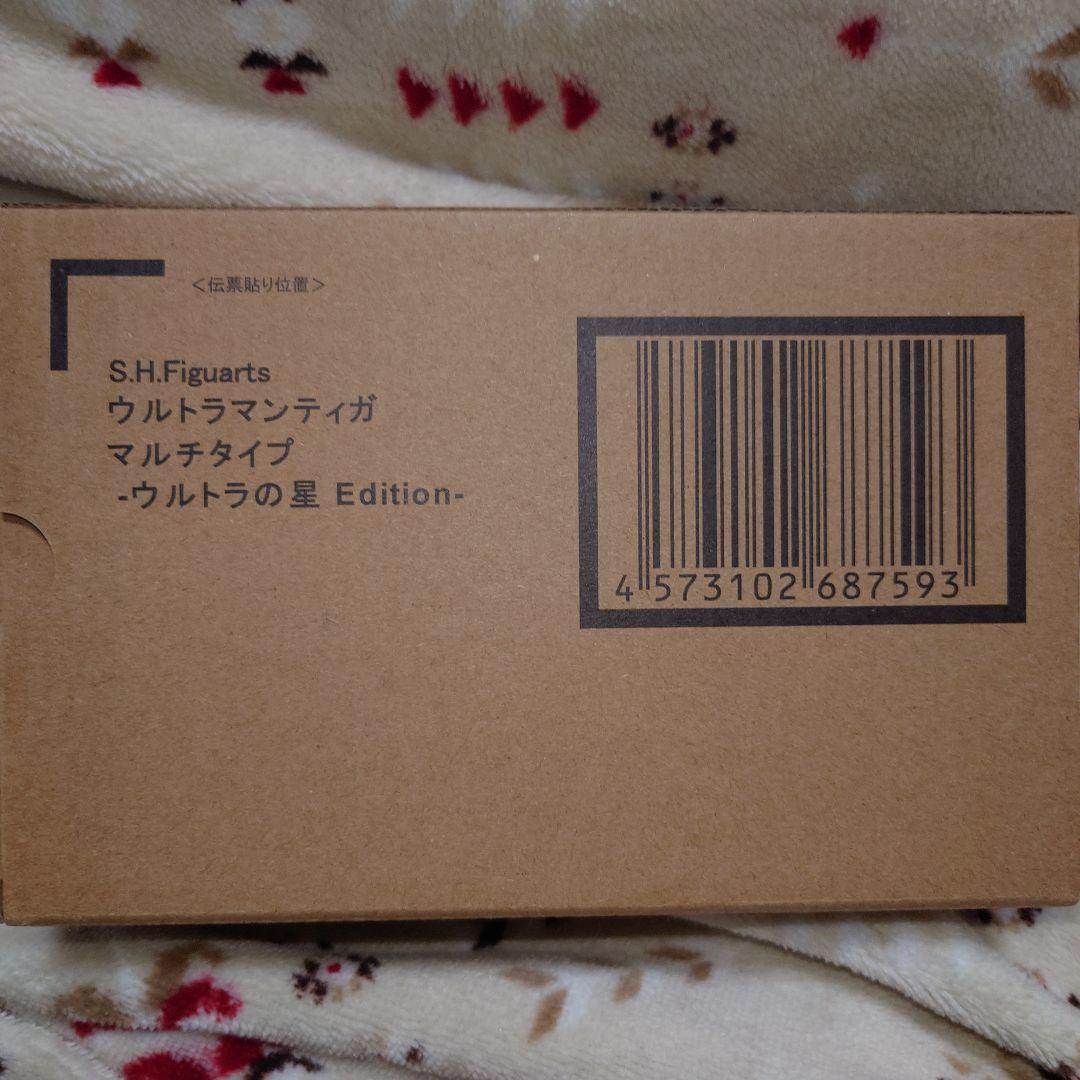 ＜伝票貼り位置＞
S.H.Figuarts
ウルトラマンティガ
マルチタイプ
-ウルトラの星 Edition-
4 573102 687593